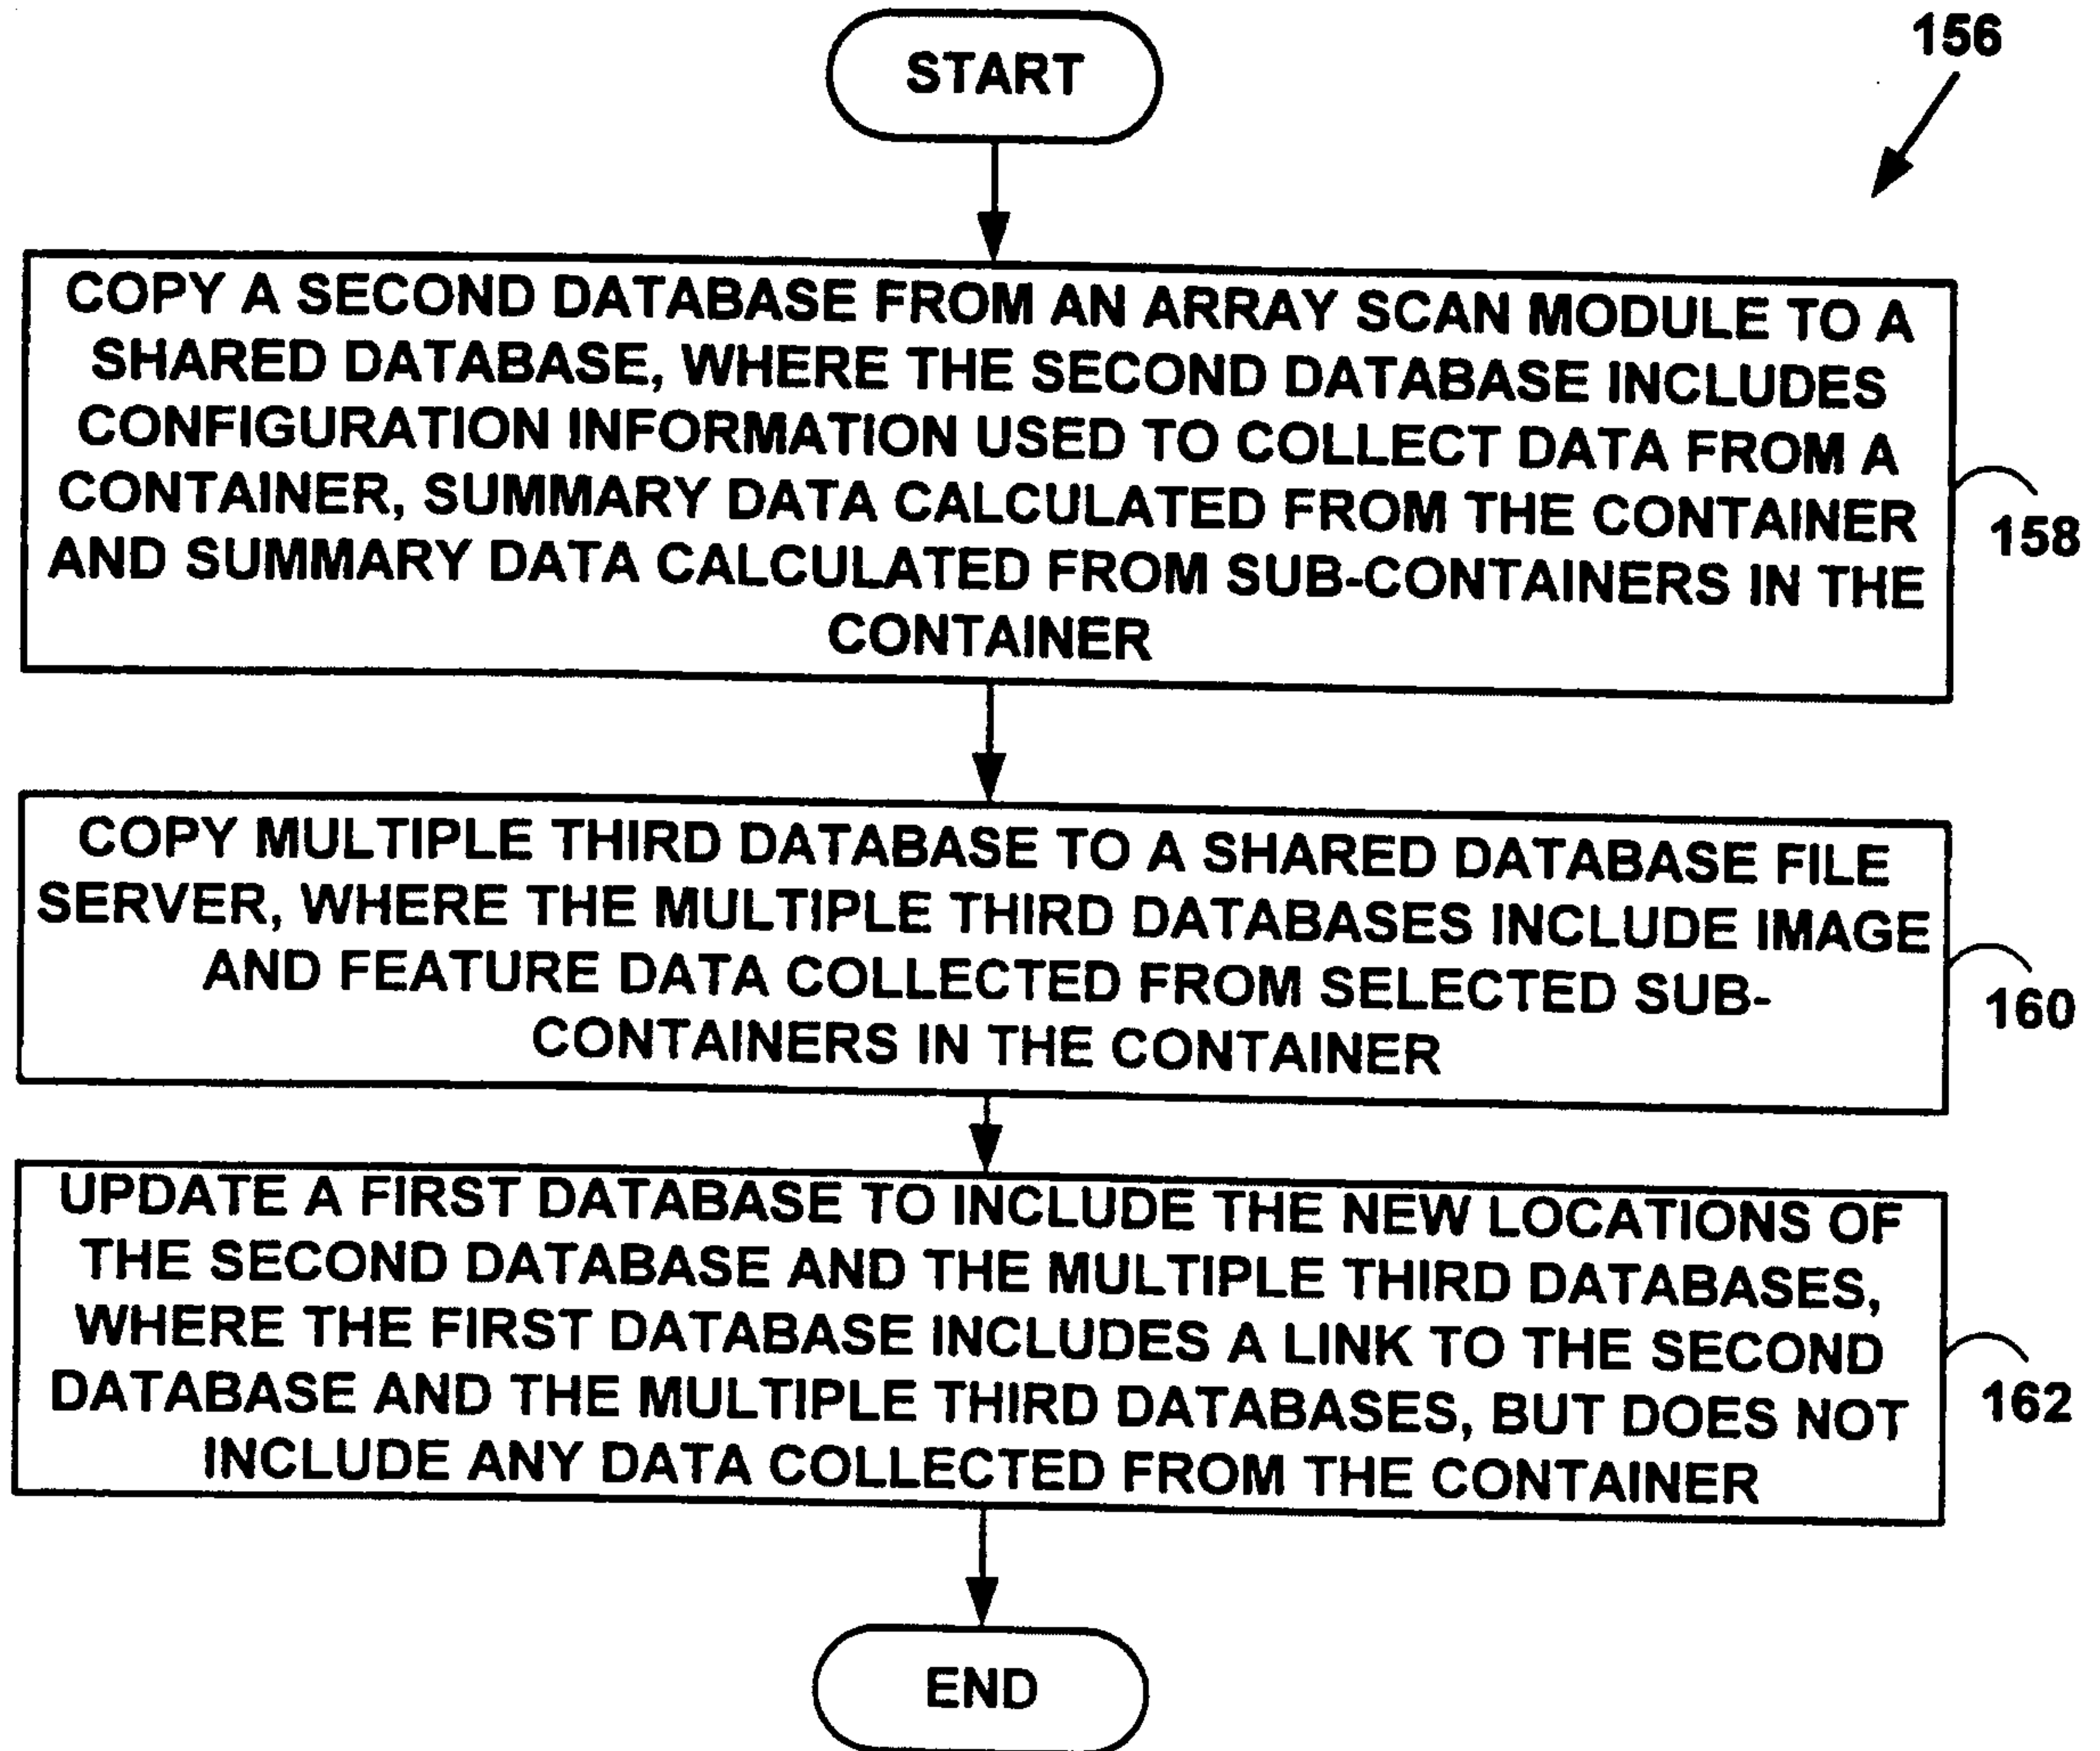 START
156
COPY A SECOND DATABASE FROM AN ARRAY SCAN MODULE TO A
SHARED DATABASE, WHERE THE SECOND DATABASE INCLUDES
CONFIGURATION INFORMATION USED TO COLLECT DATA FROM A
CONTAINER, SUMMARY DATA CALCULATED FROM THE CONTAINER
AND SUMMARY DATA CALCULATED FROM SUB-CONTAINERS IN THE
CONTAINER
158
COPY MULTIPLE THIRD DATABASE TO A SHARED DATABASE FILE
SERVER, WHERE THE MULTIPLE THIRD DATABASES INCLUDE IMAGE
AND FEATURE DATA COLLECTED FROM SELECTED SUB-
CONTAINERS IN THE CONTAINER
160
UPDATE A FIRST DATABASE TO INCLUDE THE NEW LOCATIONS OF
THE SECOND DATABASE AND THE MULTIPLE THIRD DATABASES,
WHERE THE FIRST DATABASE INCLUDES A LINK TO THE SECOND
DATABASE AND THE MULTIPLE THIRD DATABASES, BUT DOES NOT
INCLUDE ANY DATA COLLECTED FROM THE CONTAINER
162
END